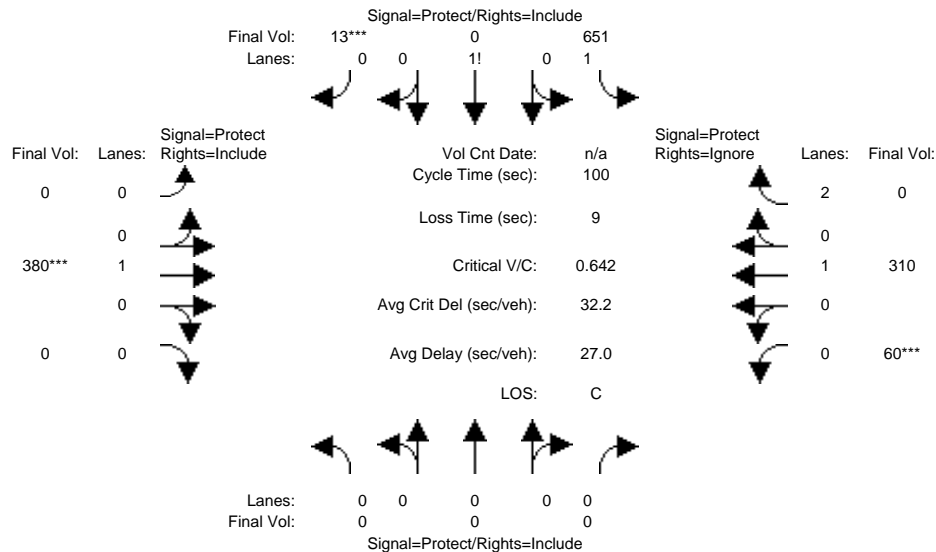 Signal=Protect/Rights=Include
Final Vol: 13*** 0 651
Lanes: 0 0 1! 0 1
Signal=Protect
Final Vol: Lanes: Rights=Include
Vol Cnt Date: n/a
Signal=Protect
Rights=Ignore Lanes: Final Vol:
Cycle Time (sec): 100
0 0 2 0
Loss Time (sec): 9
0 0
380*** 1 Critical V/C: 0.642 1 310
0 Avg Crit Del (sec/veh): 32.2 0
0 0 Avg Delay (sec/veh): 27.0 0 60***
LOS: C
Lanes: 0 0 0 0 0
Final Vol: 0 0 0
Signal=Protect/Rights=Include